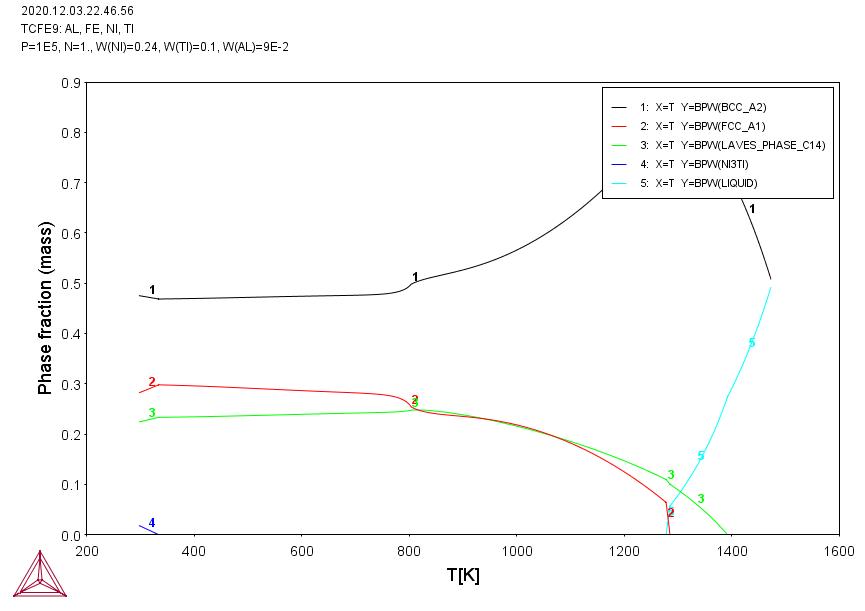 2020.12.03.22.46.56
TCFE9: AL, FE, NI, TI
P=1E5, N=1., W(NI)=0.24, W(TI)=0.1, W(AL)=9E-2
0.9
1: X=T Y=BPW(BCC_A2)
2: X=T Y=BPW(FCC_A1)
0.8
3: X=T Y=BPW(LAVES_PHASE_C14)
4: X=T Y=BPW(NI3TI)
0.7
5: X=T Y=BPW(LIQUID)
1
0.6
Phase fraction (mass)
1
1
0.5
5
0.4
2
2
3
0.3
3
0.2
5
3
3
0.1
2
4
0.0
200 400 600 800 1000 1200 1400 1600
T[K]